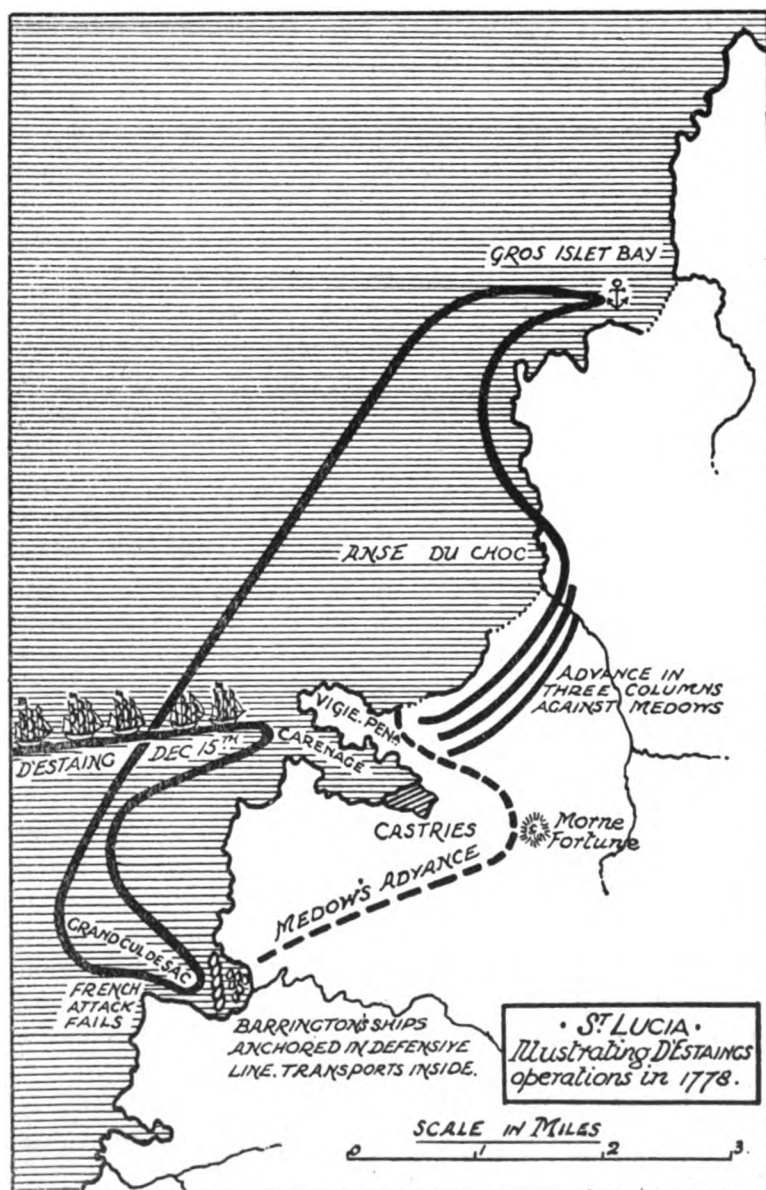 GROS ISLET BAY
ANSE DU CHOC
ADVANCE IN
THREE COLUMNS
AGAINST MEDOWS
VIGIE. PENA.
D'ESTAING DEC 15TH
CARENAGE
CASTRIES
Morne
Fortune
MEDOW'S ADVANCE
GRAND CUL DE SAC
FRENCH
ATTACK
FAILS
BARRINGTON'S SHIPS
ANCHORED IN DEFENSIVE
LINE. TRANSPORTS INSIDE.
· ST LUCIA ·
Illustrating D'ESTAINGS
operations in 1778.
SCALE IN MILES
0 1 2 3.